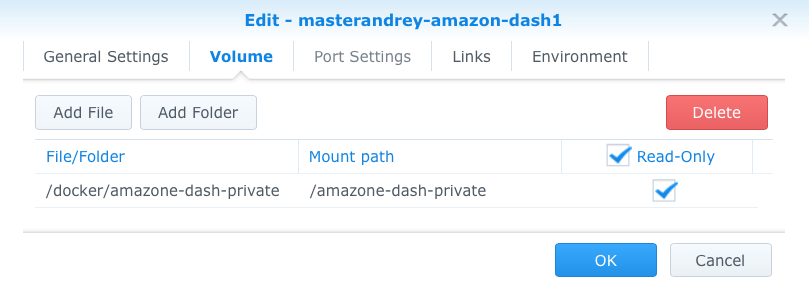 Edit - masterandrey-amazon-dash1
General Settings Volume Port Settings Links Environment
Add File Add Folder Delete
File/Folder Mount path Read-Only
/docker/amazone-dash-private /amazone-dash-private
OK Cancel